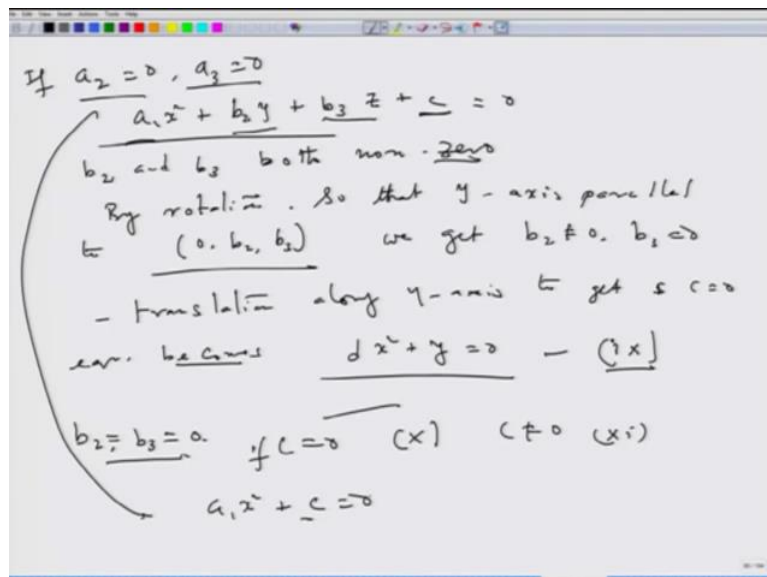 If a₂ = 0, a₃ = 0
a₁x² + b₂y + b₃ z + c = 0
b₂ and b₃ both non-zero
By rotation. So that y-axis parallel
to (0, b₂, b₃) we get b₂ ≠ 0. b₃ = 0
- translation along y-axis to get c = 0
eqn. becomes d x² + y = 0 - (ix)
b₂ = b₃ = 0. if c = 0 (x) c ≠ 0 (xi)
a₁x² + c = 0